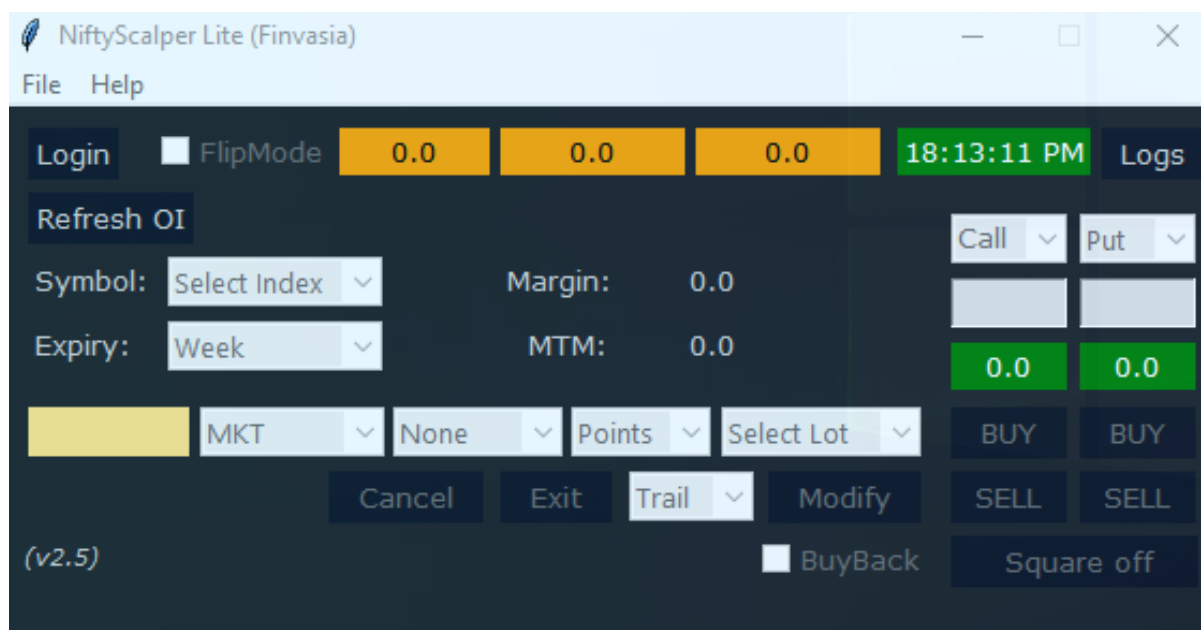 NiftyScalper Lite (Finvasia)
File Help
Login FlipMode 0.0 0.0 0.0 18:13:11 PM Logs
Refresh OI
Call Put
Symbol: Select Index Margin: 0.0
Expiry: Week MTM: 0.0
0.0 0.0
MKT None Points Select Lot BUY BUY
Cancel Exit Trail Modify SELL SELL
(v2.5) BuyBack Square off